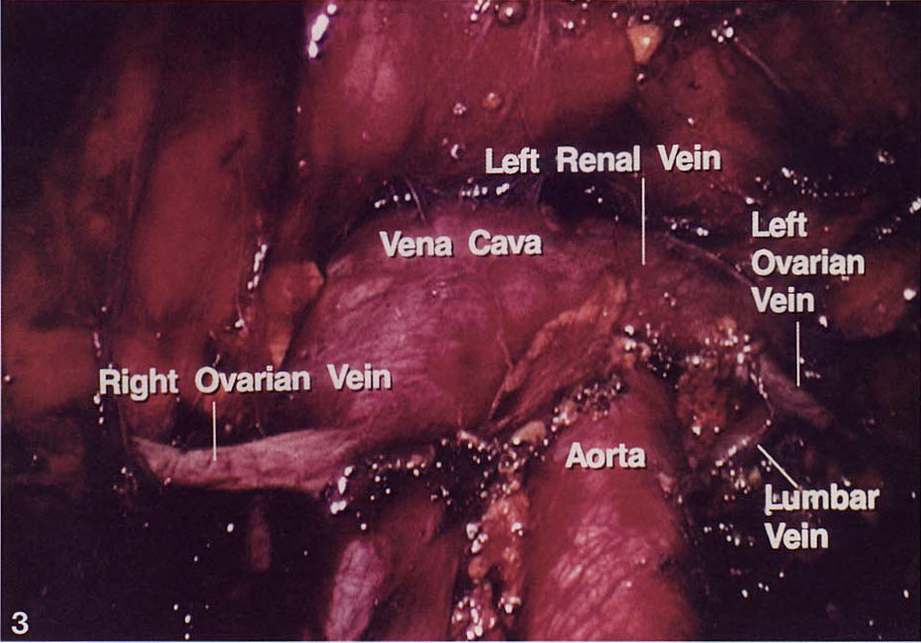 Left Renal Vein
Vena Cava
Left
Ovarian
Vein
Right Ovarian Vein
Aorta
Lumbar
Vein
3